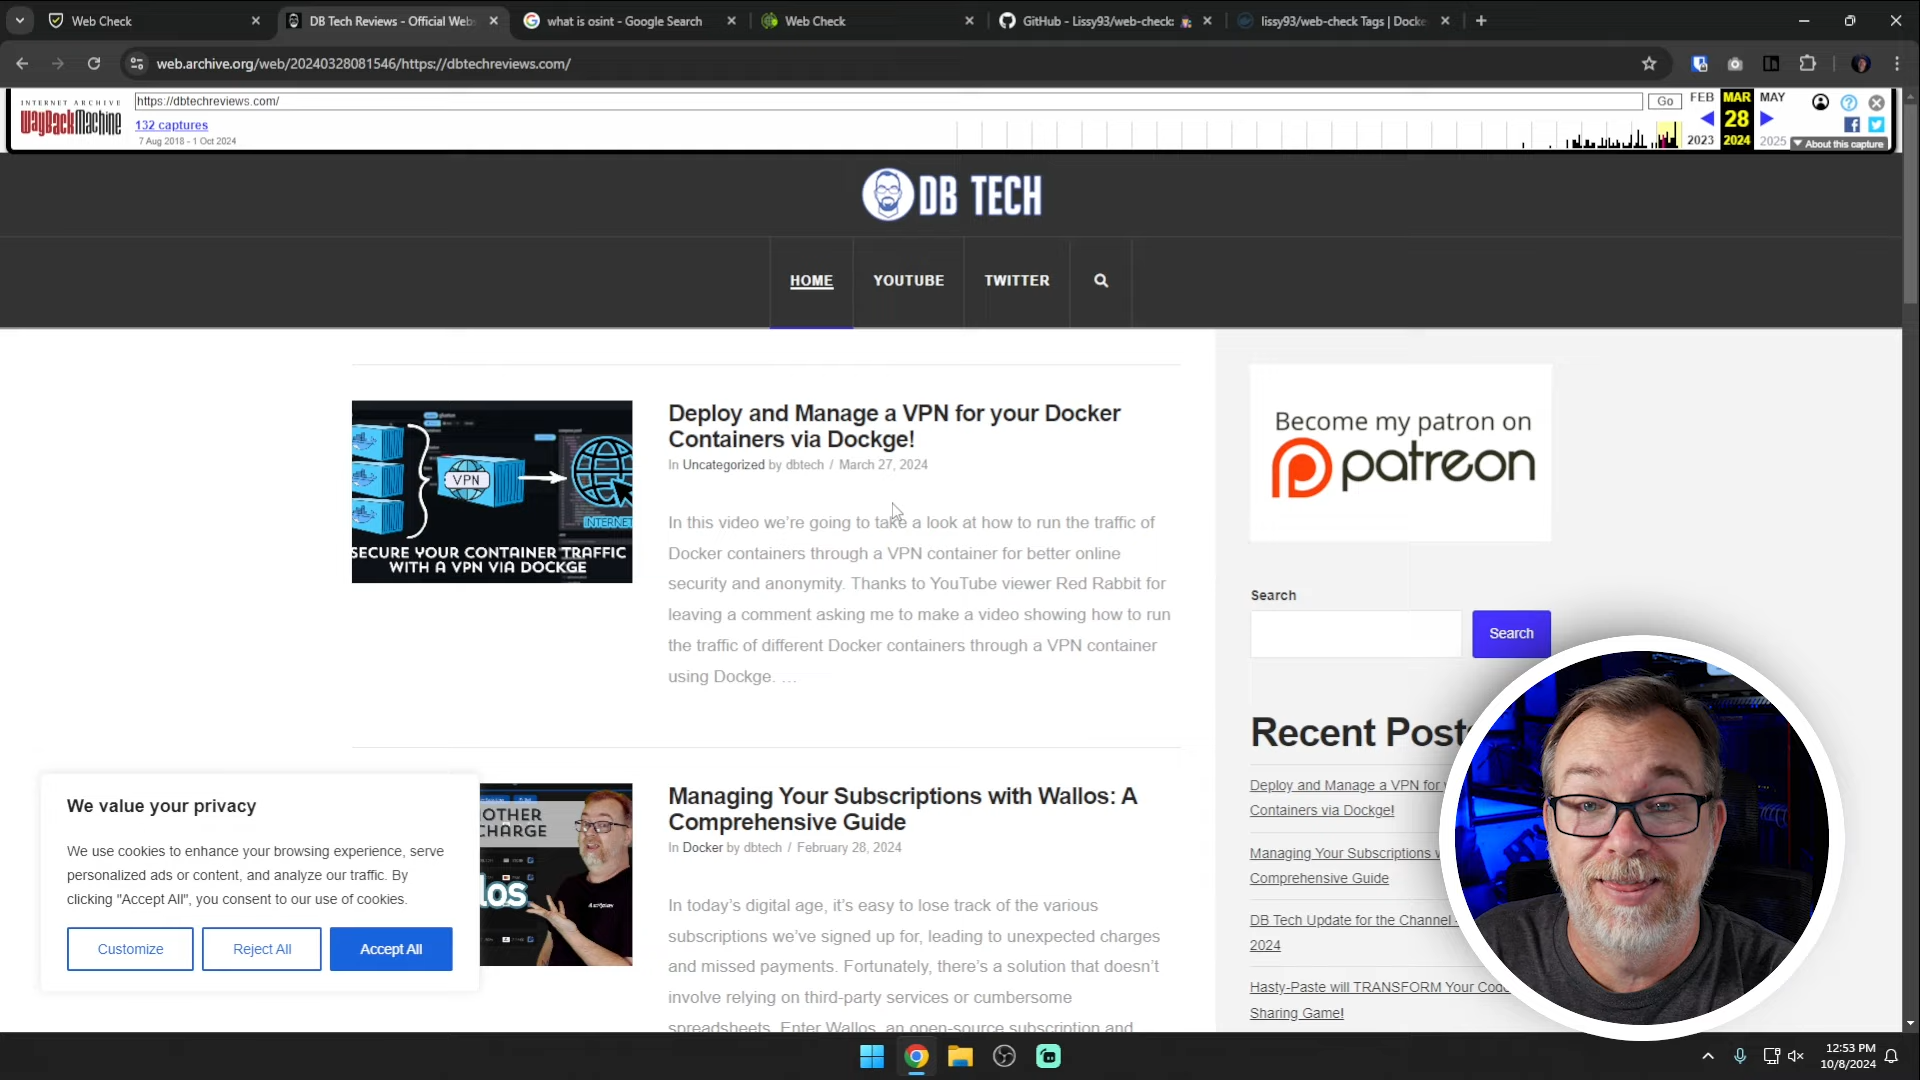 Web Check
DB Tech Reviews - Official Webs
what is osint - Google Search
Web Check
GitHub - Lissy93/web-check:
lissy93/web-check Tags | Docke
web.archive.org/web/20240328081546/https://dbtechreviews.com/
INTERNET ARCHIVE
WayBackMachine
https://dbtechreviews.com/
Go
132 captures
7 Aug 2018 - 1 Oct 2024
FEB
MAR
MAY
28
2023
2024
2025
About this capture
DB TECH
HOME
YOUTUBE
TWITTER
VPN
INTERNET
SECURE YOUR CONTAINER TRAFFIC
WITH A VPN VIA DOCKGE
Deploy and Manage a VPN for your Docker
Containers via Dockge!
In Uncategorized by dbtech / March 27, 2024
In this video we're going to take a look at how to run the traffic of
Docker containers through a VPN container for better online
security and anonymity. Thanks to YouTube viewer Red Rabbit for
leaving a comment asking me to make a video showing how to run
the traffic of different Docker containers through a VPN container
using Dockge. …
Become my patron on
patreon
Search
Search
Recent Posts
Deploy and Manage a VPN for y
Containers via Dockge!
Managing Your Subscriptions w
Comprehensive Guide
DB Tech Update for the Channel -
2024
Hasty-Paste will TRANSFORM Your Code
Sharing Game!
OTHER
CHARGE
los
Managing Your Subscriptions with Wallos: A
Comprehensive Guide
In Docker by dbtech / February 28, 2024
In today's digital age, it's easy to lose track of the various
subscriptions we've signed up for, leading to unexpected charges
and missed payments. Fortunately, there's a solution that doesn't
involve relying on third-party services or cumbersome
spreadsheets. Enter Wallos, an open-source subscription and
We value your privacy
We use cookies to enhance your browsing experience, serve
personalized ads or content, and analyze our traffic. By
clicking "Accept All", you consent to our use of cookies.
Customize
Reject All
Accept All
12:53 PM
10/8/2024